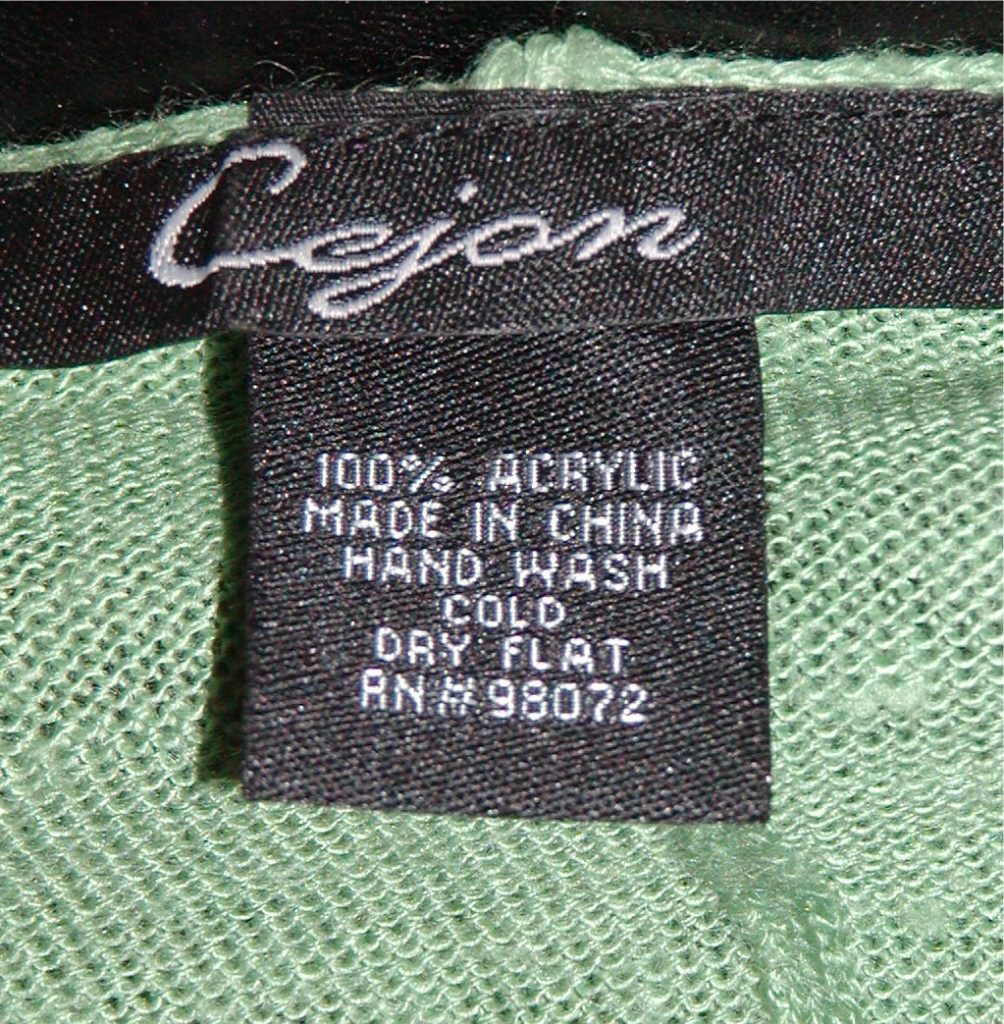 Cejon
100% ACRYLIC
MADE IN CHINA
HAND WASH
COLD
DRY FLAT
RN#98072